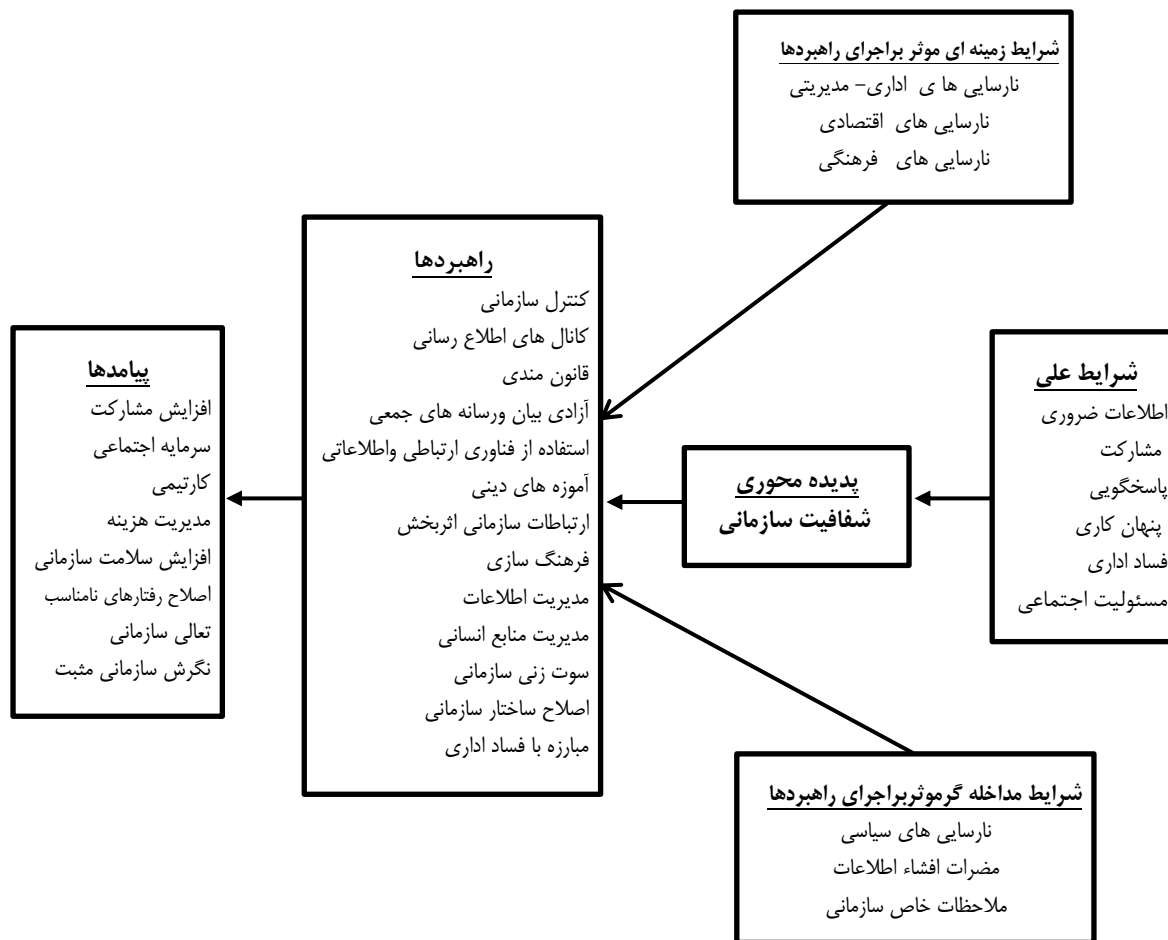 شرایط زمینه ای موثر براجرای راهبردها
نارسایی ها ی اداری- مدیریتی
نارسایی های اقتصادی
نارسایی های فرهنگی
شرایط علی
اطلاعات ضروری
مشارکت
پاسخگویی
پنهان کاری
فساد اداری
مسئولیت اجتماعی
پدیده محوری
شفافیت سازمانی
راهبردها
کنترل سازمانی
کانال های اطلاع رسانی
قانون مندی
آزادی بیان ورسانه های جمعی
استفاده از فناوری ارتباطی واطلاعاتی
آموزه های دینی
ارتباطات سازمانی اثربخش
فرهنگ سازی
مدیریت اطلاعات
مدیریت منابع انسانی
سوت زنی سازمانی
اصلاح ساختار سازمانی
مبارزه با فساد اداری
شرایط مداخله گرموثربراجرای راهبردها
نارسایی های سیاسی
مضرات افشاء اطلاعات
ملاحظات خاص سازمانی
پیامدها
افزایش مشارکت
سرمایه اجتماعی
کارتیمی
مدیریت هزینه
افزایش سلامت سازمانی
اصلاح رفتارهای نامناسب
تعالی سازمانی
نگرش سازمانی مثبت